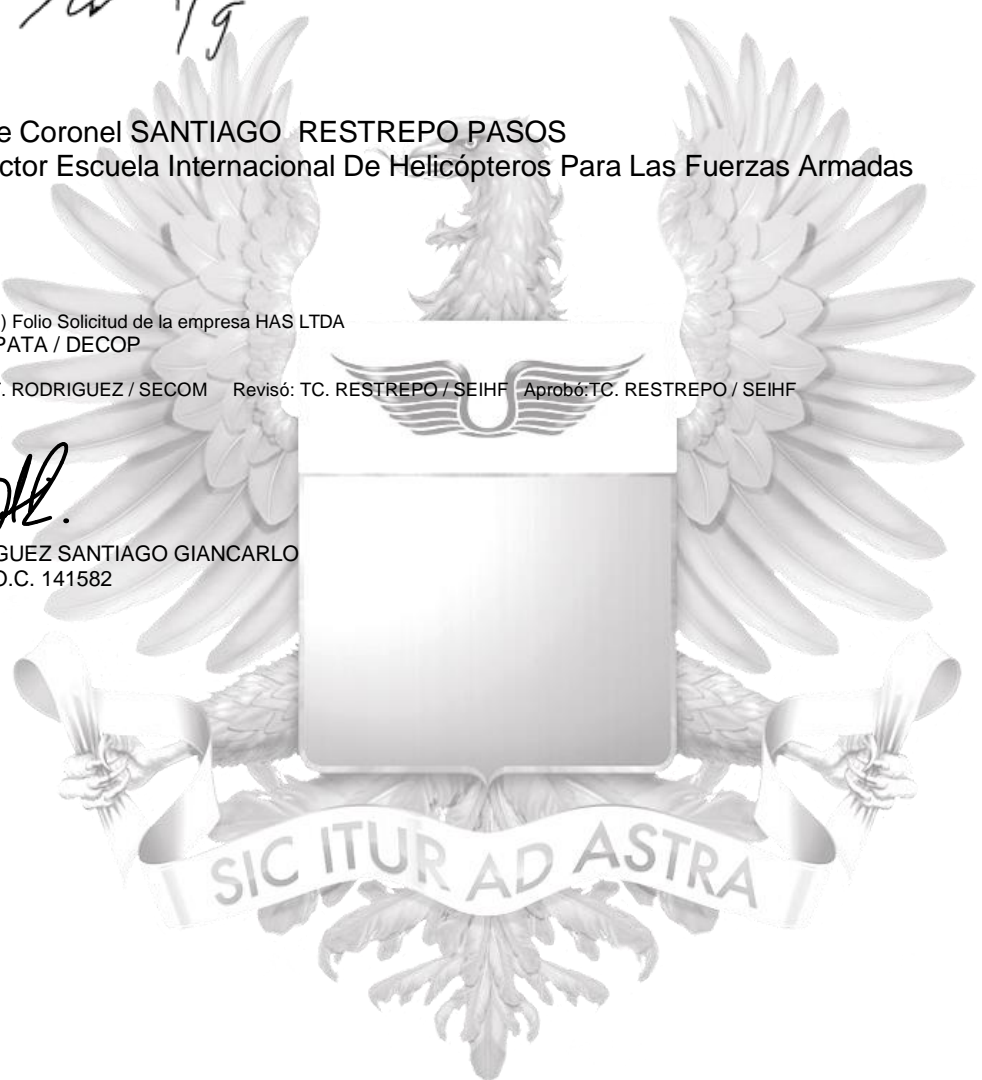 e Coronel SANTIAGO RESTREPO PASOS
ctor Escuela Internacional De Helicópteros Para Las Fuerzas Armadas
) Folio Solicitud de la empresa HAS LTDA
PATA / DECOP
. RODRIGUEZ / SECOM Revisó: TC. RESTREPO / SEIHF Aprobó:TC. RESTREPO / SEIHF
GUEZ SANTIAGO GIANCARLO
O.C. 141582
SIC ITUR AD ASTRA